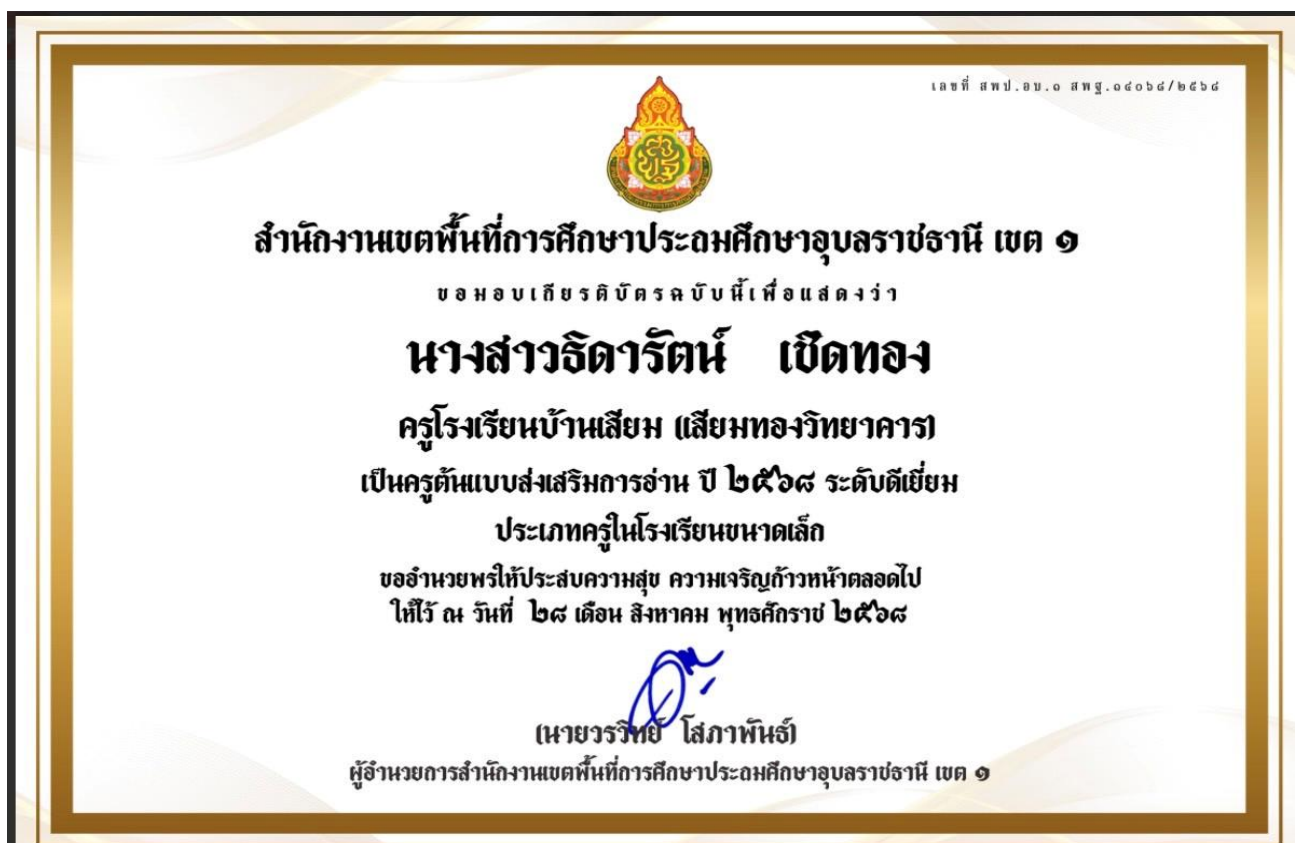 เลขที่ สพป.อบ.๑ สพฐ.๑๔๐๖๘/๒๕๖๘
สำนักงานเขตพื้นที่การศึกษาประถมศึกษาอุบลราชธานี เขต ๑
ขอมอบเกียรติบัตรฉบับนี้เพื่อแสดงว่า
นางสาวธิดารัตน์ เชิดทอง
ครูโรงเรียนบ้านเสียม (เสียมทองวิทยาคาร)
เป็นครูต้นแบบส่งเสริมการอ่าน ปี ๒๕๖๘ ระดับดีเยี่ยม
ประเภทครูในโรงเรียนขนาดเล็ก
ขออำนวยพรให้ประสบความสุข ความเจริญก้าวหน้าตลอดไป
ให้ไว้ ณ วันที่ ๒๘ เดือน สิงหาคม พุทธศักราช ๒๕๖๘
(นายวรวิทย์ โสภาพันธ์)
ผู้อำนวยการสำนักงานเขตพื้นที่การศึกษาประถมศึกษาอุบลราชธานี เขต ๑